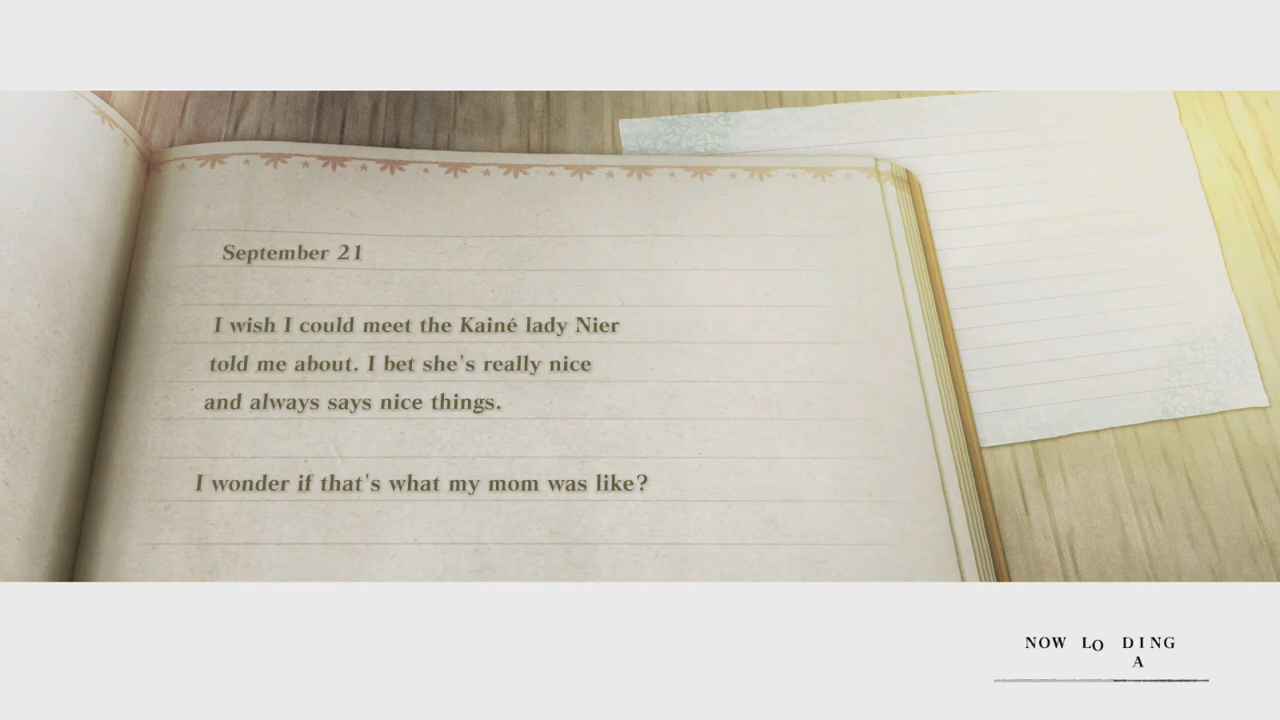 September 21
I wish I could meet the Kainé lady Nier
told me about. I bet she's really nice
and always says nice things.
I wonder if that's what my mom was like?
NOW LOADING